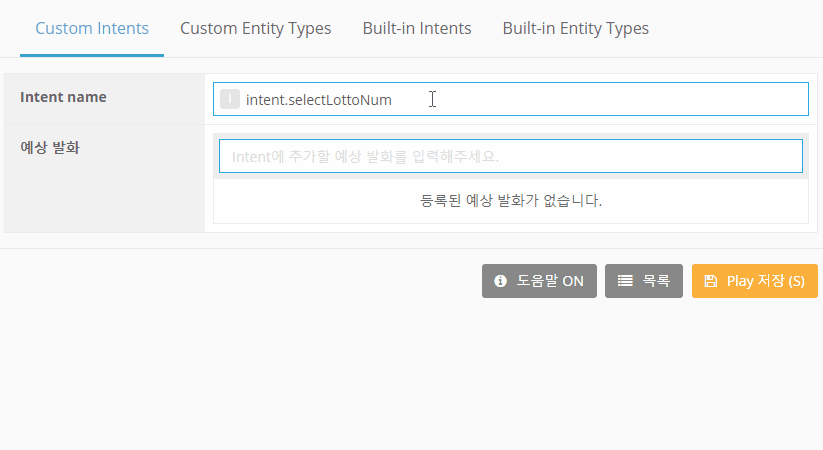 Custom Intents Custom Entity Types Built-in Intents Built-in Entity Types
Intent name
I intent.selectLottoNum
예상 발화
Intent에 추가할 예상 발화를 입력해주세요.
등록된 예상 발화가 없습니다.
도움말 ON 목록 Play 저장 (S)